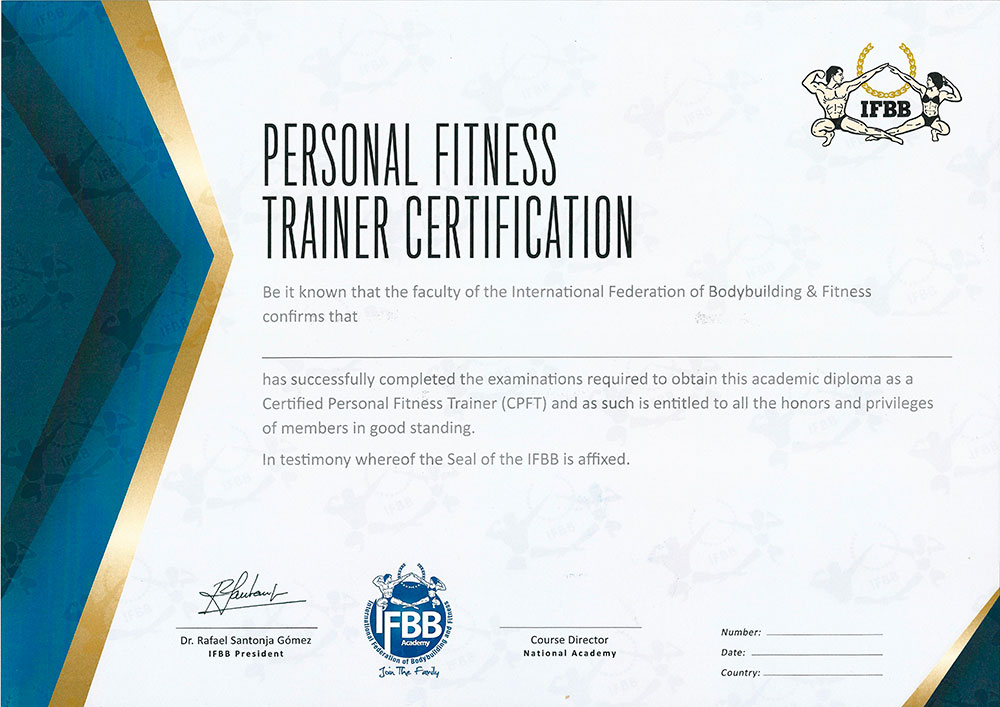 IFBB
PERSONAL FITNESS
TRAINER CERTIFICATION
Be it known that the faculty of the International Federation of Bodybuilding & Fitness
confirms that
has successfully completed the examinations required to obtain this academic diploma as a
Certified Personal Fitness Trainer (CPFT) and as such is entitled to all the honors and privileges
of members in good standing.
In testimony whereof the Seal of the IFBB is affixed.
Dr. Rafael Santonja Gómez
IFBB President
IFBB
Academy
International Federation of Bodybuilding and Fitness
Join The Family
Course Director
National Academy
Number:
Date:
Country: